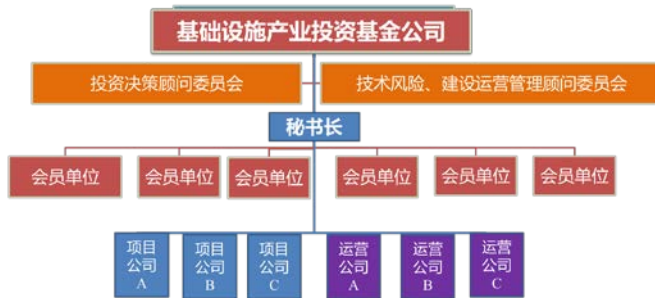 基础设施产业投资基金公司
投资决策顾问委员会
技术风险、建设运营管理顾问委员会
秘书长
会员单位
会员单位
会员单位
会员单位
会员单位
会员单位
项目
公司
A
项目
公司
B
项目
公司
C
运营
公司
A
运营
公司
B
运营
公司
C